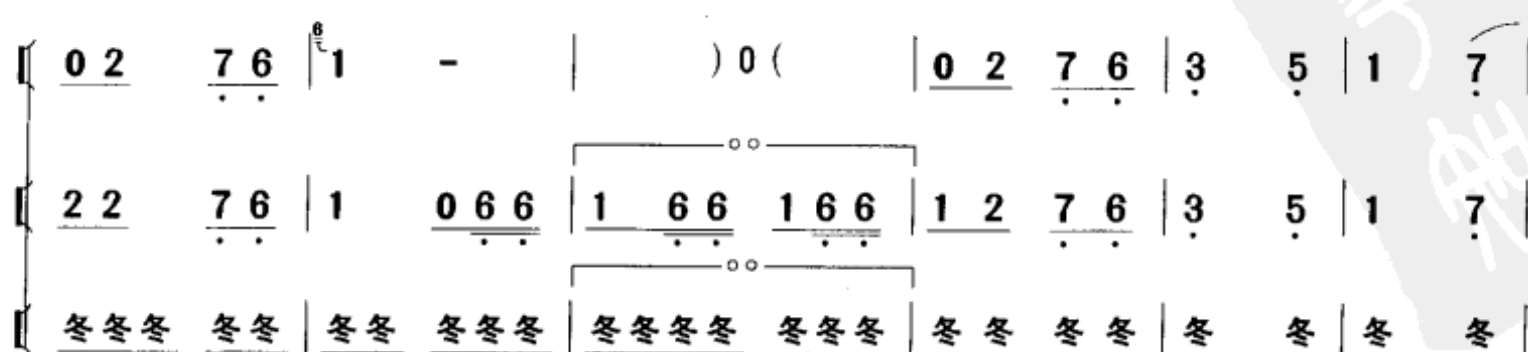 0 2 7 6 | 6 1 - | ) 0 ( | 0 2 7 6 | 3 5 | 1 7 |
2 2 7 6 | 1 0 6 6 | 1 6 6 1 6 6 | 1 2 7 6 | 3 5 | 1 7 |
冬冬冬 冬冬 | 冬冬 冬冬冬 | 冬冬冬冬 冬冬冬 | 冬 冬 冬 冬 | 冬 冬 | 冬 冬 |